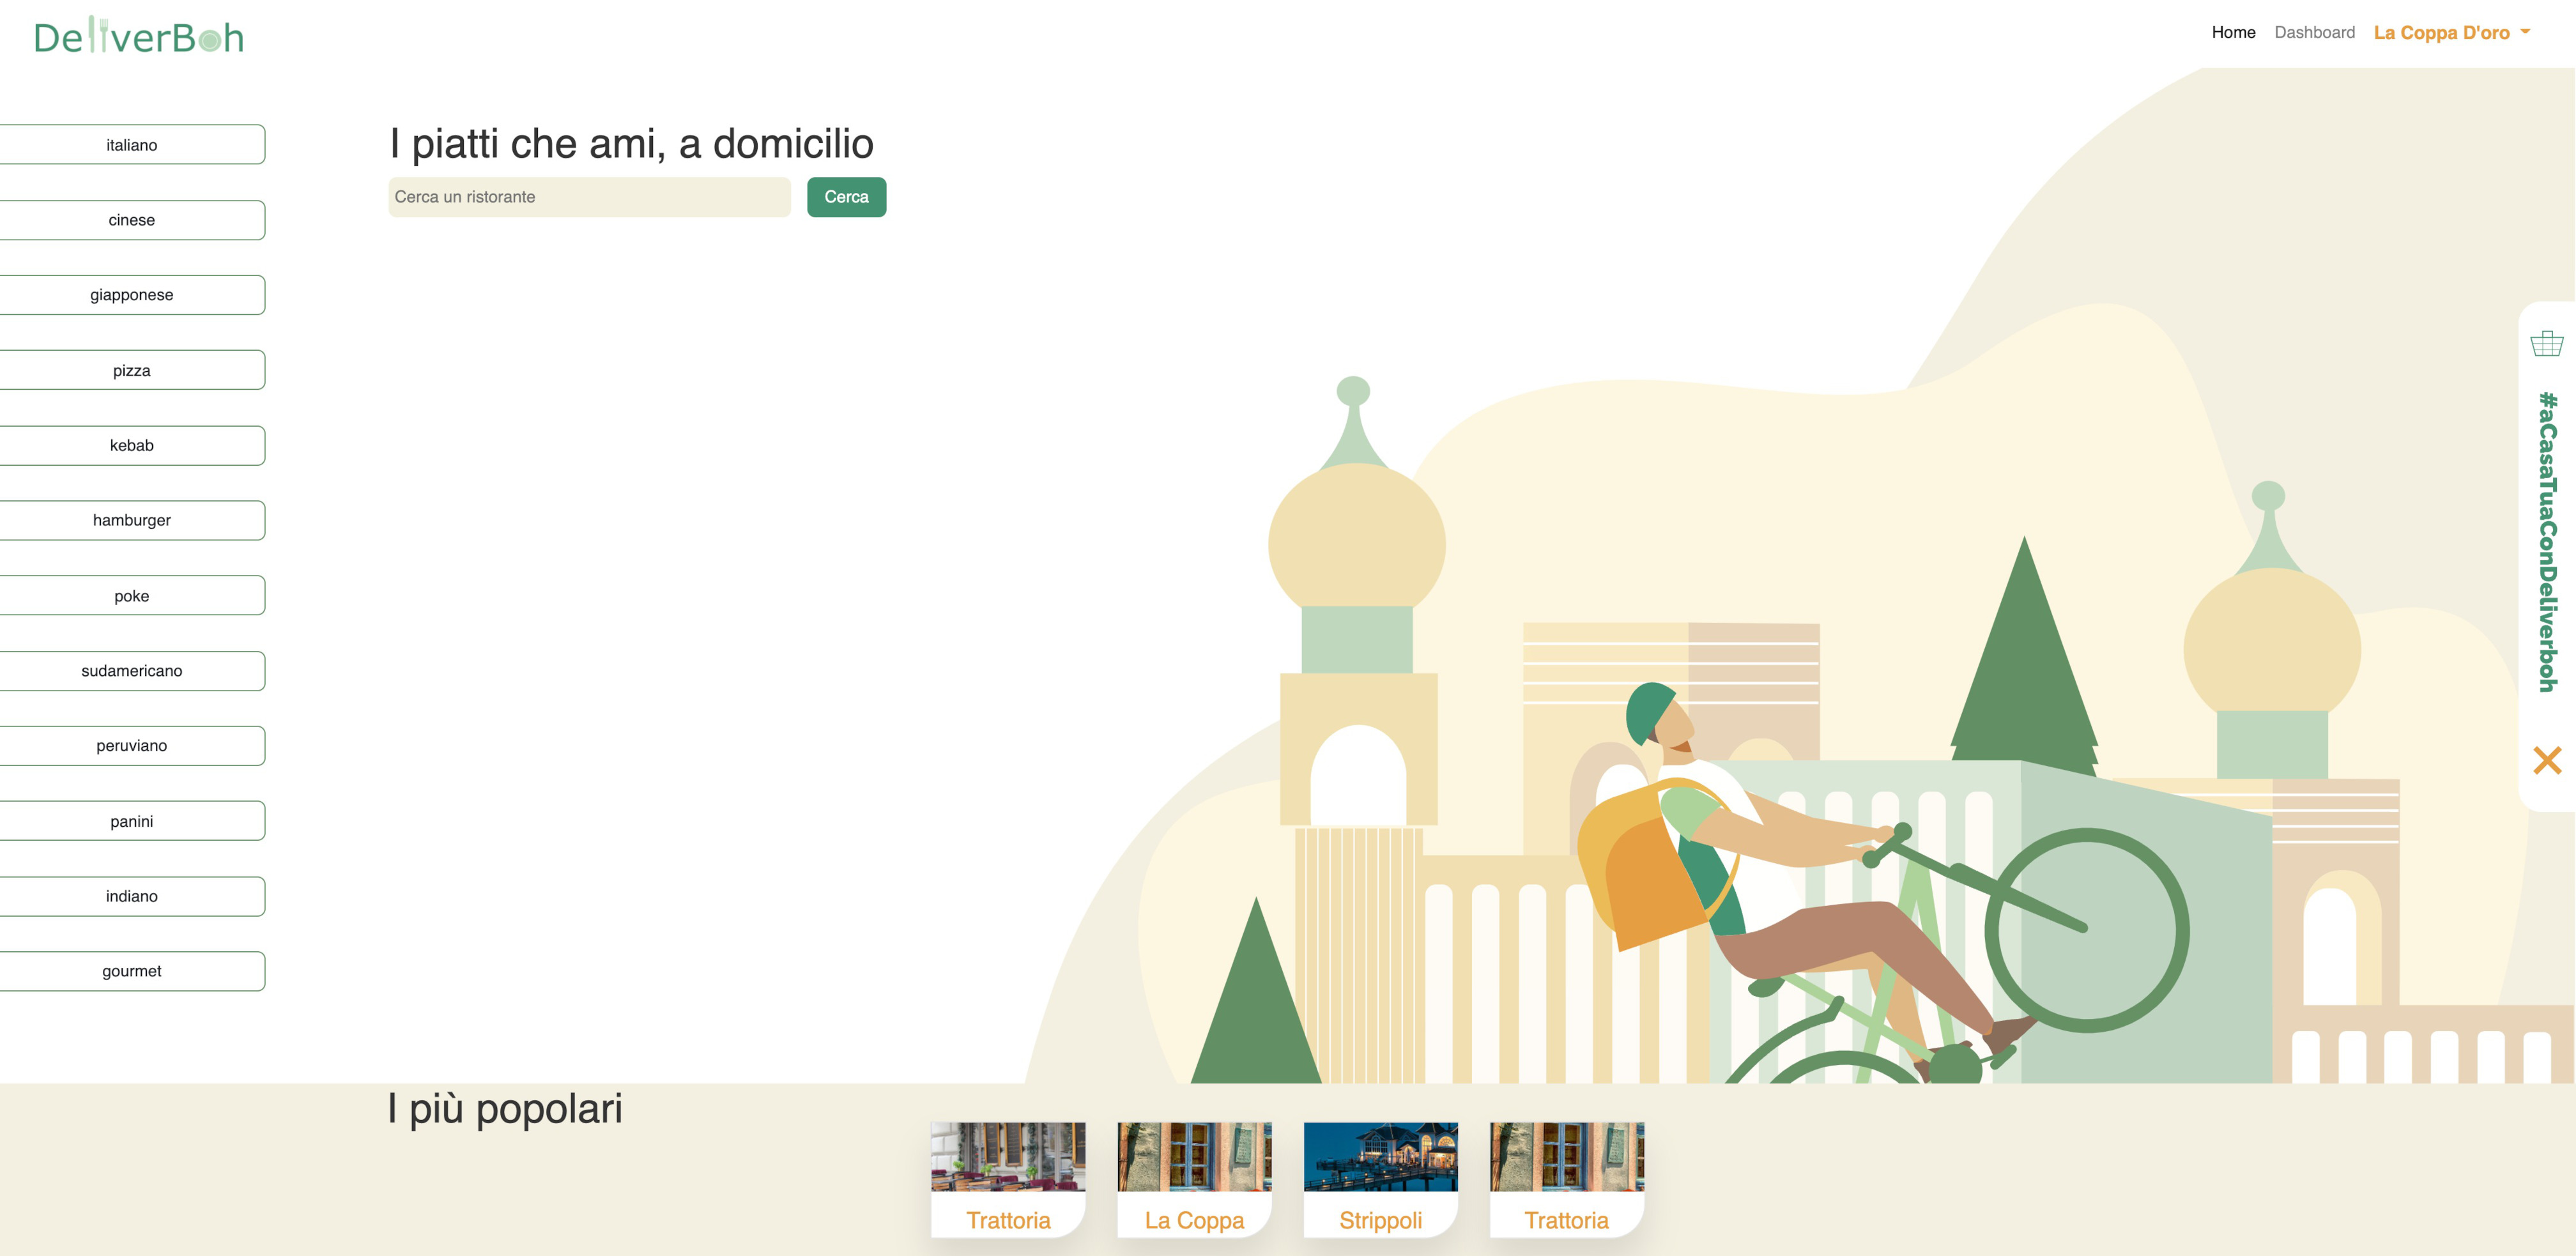 DeliverBoh
Home Dashboard La Coppa D'oro
italiano
cinese
giapponese
pizza
kebab
hamburger
poke
sudamericano
peruviano
panini
indiano
gourmet
I piatti che ami, a domicilio
Cerca un ristorante Cerca
#aCasaTuaConDeliverboh
I più popolari
Trattoria
La Coppa
Strippoli
Trattoria